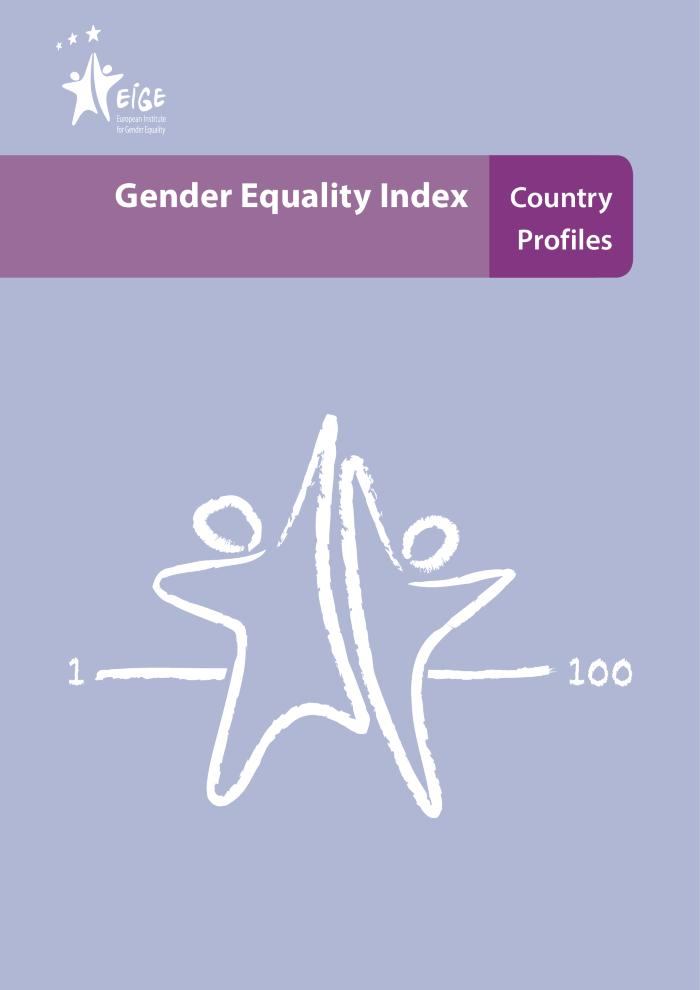 EiGE
European Institute
for Gender Equality
Gender Equality Index
Country
Profiles
1
100